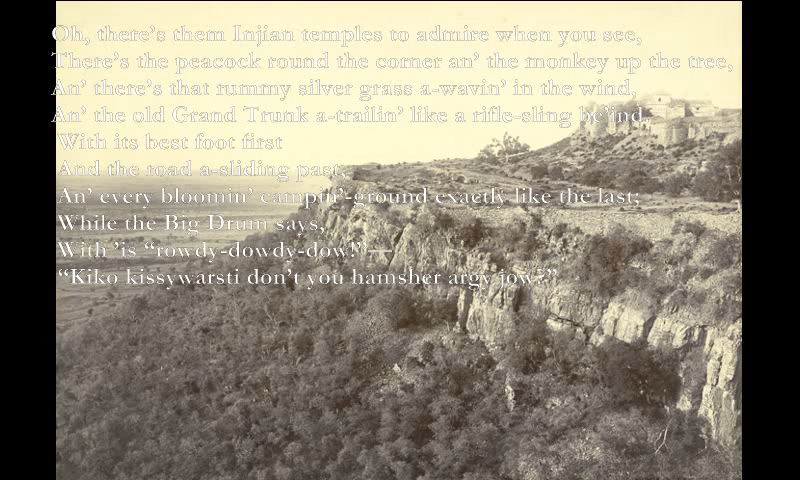 Oh, there's them Injian temples to admire when you see,
There's the peacock round the corner an' the monkey up the tree,
An' there's that rummy silver grass a-wavin' in the wind,
An' the old Grand Trunk a-trailin' like a rifle-sling be'ind.
With its best foot first
And the road a-sliding past,
An' every bloomin' campin'-ground exactly like the last;
While the Big Drum says,
With 'is “rowdy-dowdy-dow!”—
“Kiko kissywarsti don't you hamsher argy jow?”